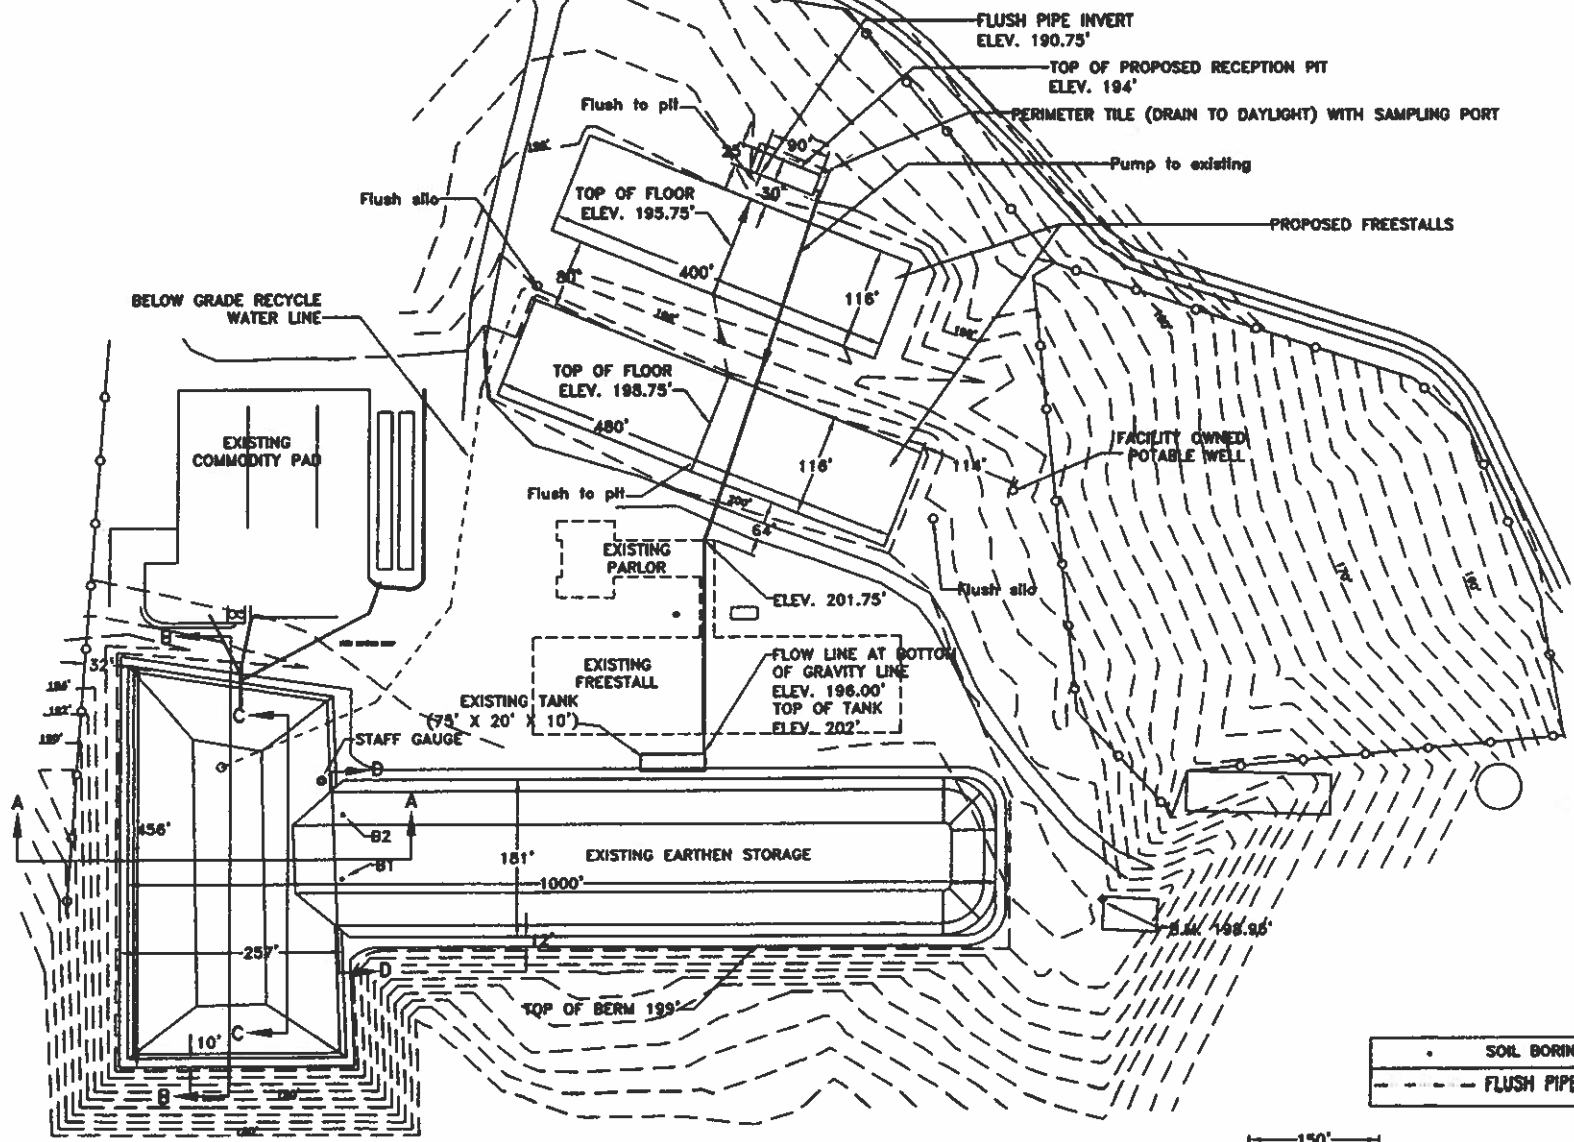 FLUSH PIPE INVERT
ELEV. 190.75'
TOP OF PROPOSED RECEPTION PIT
ELEV. 194'
PERIMETER TILE (DRAIN TO DAYLIGHT) WITH SAMPLING PORT
Flush to pit
25'
90'
30'
Pump to existing
Flush silo
TOP OF FLOOR
ELEV. 195.75'
PROPOSED FREESTALLS
80'
400'
116'
BELOW GRADE RECYCLE
WATER LINE
TOP OF FLOOR
ELEV. 198.75'
480'
116'
114'
FACILITY OWNED
POTABLE WELL
EXISTING
COMMODITY PAD
Flush to pit
200'
64'
EXISTING
PARLOR
Flush silo
ELEV. 201.75'
170'
B
32'
EXISTING
FREESTALL
FLOW LINE AT BOTTOM
OF GRAVITY LINE
ELEV. 196.00'
TOP OF TANK
ELEV. 202'
EXISTING TANK
(75' X 20' X 10')
C
STAFF GAUGE
D
A
A
456'
B2
B1
181'
EXISTING EARTHEN STORAGE
1000'
257'
12'
D
B.M. 198.95'
TOP OF BERM 199'
C
10'
B
SOIL BORIN
FLUSH PIPE
150'